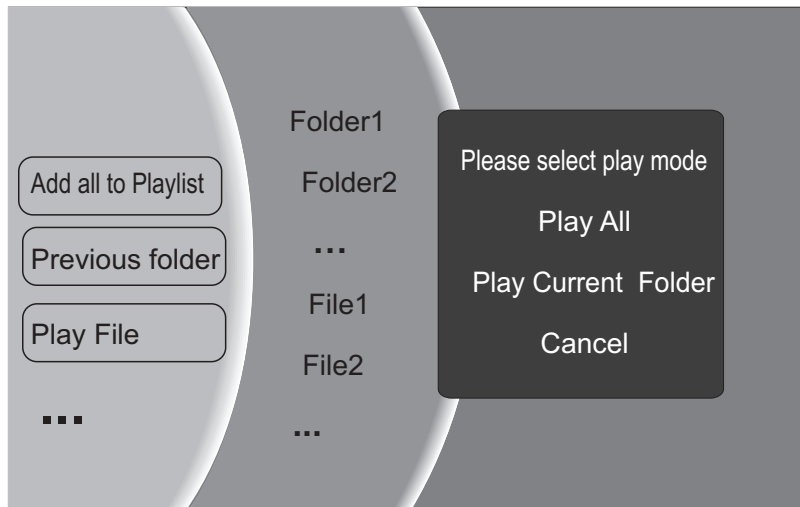 Add all to Playlist
Previous folder
Play File
...
Folder1
Folder2
...
File1
File2
...
Please select play mode
Play All
Play Current Folder
Cancel